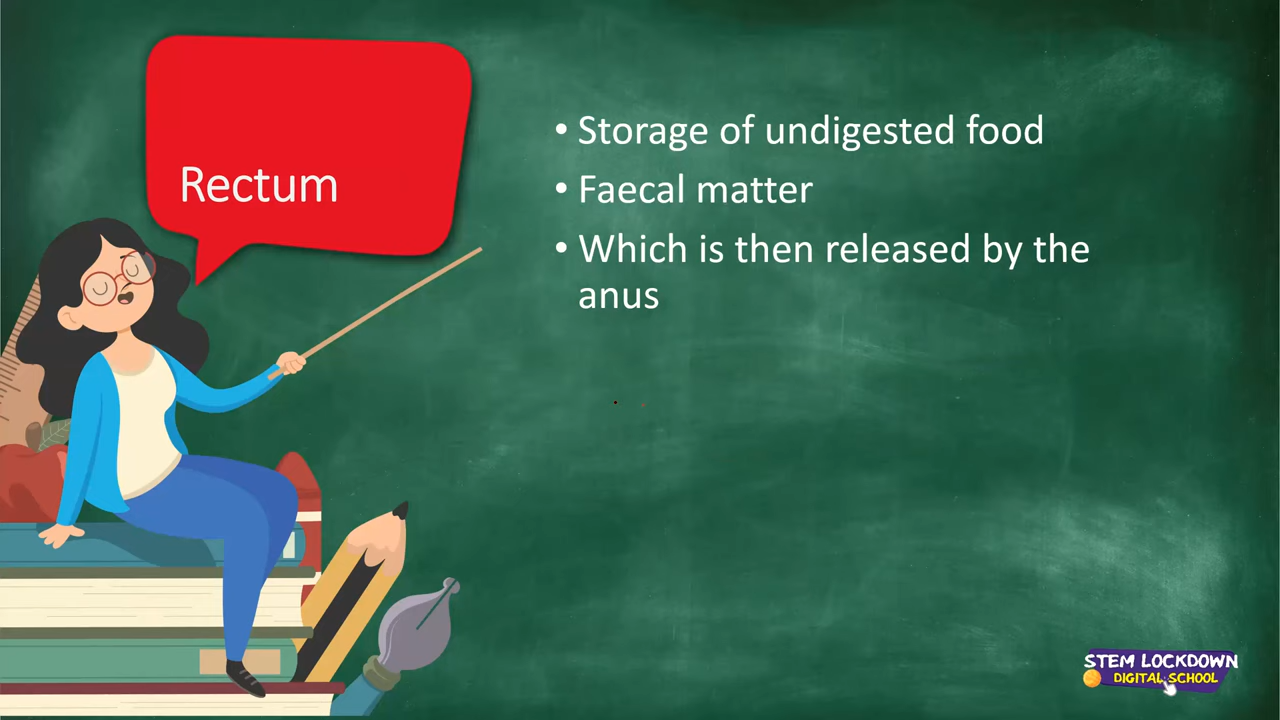 Rectum
• Storage of undigested food
• Faecal matter
• Which is then released by the
anus
STEM LOCKDOWN
DIGITAL SCHOOL